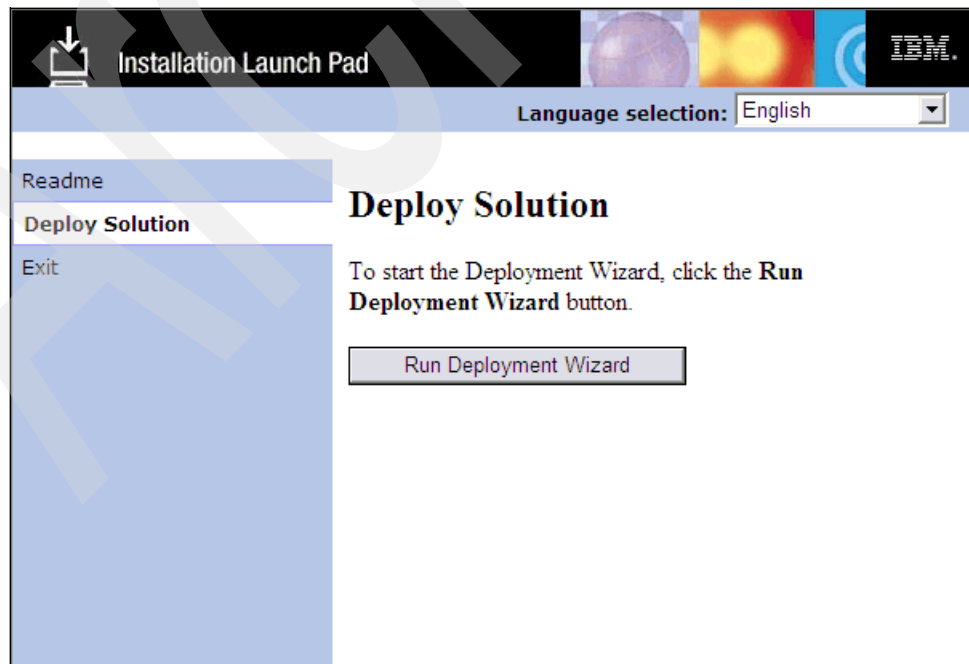 Installation Launch Pad
IBM.
Language selection: English
Readme
Deploy Solution
Exit
Deploy Solution
To start the Deployment Wizard, click the Run
Deployment Wizard button.
Run Deployment Wizard